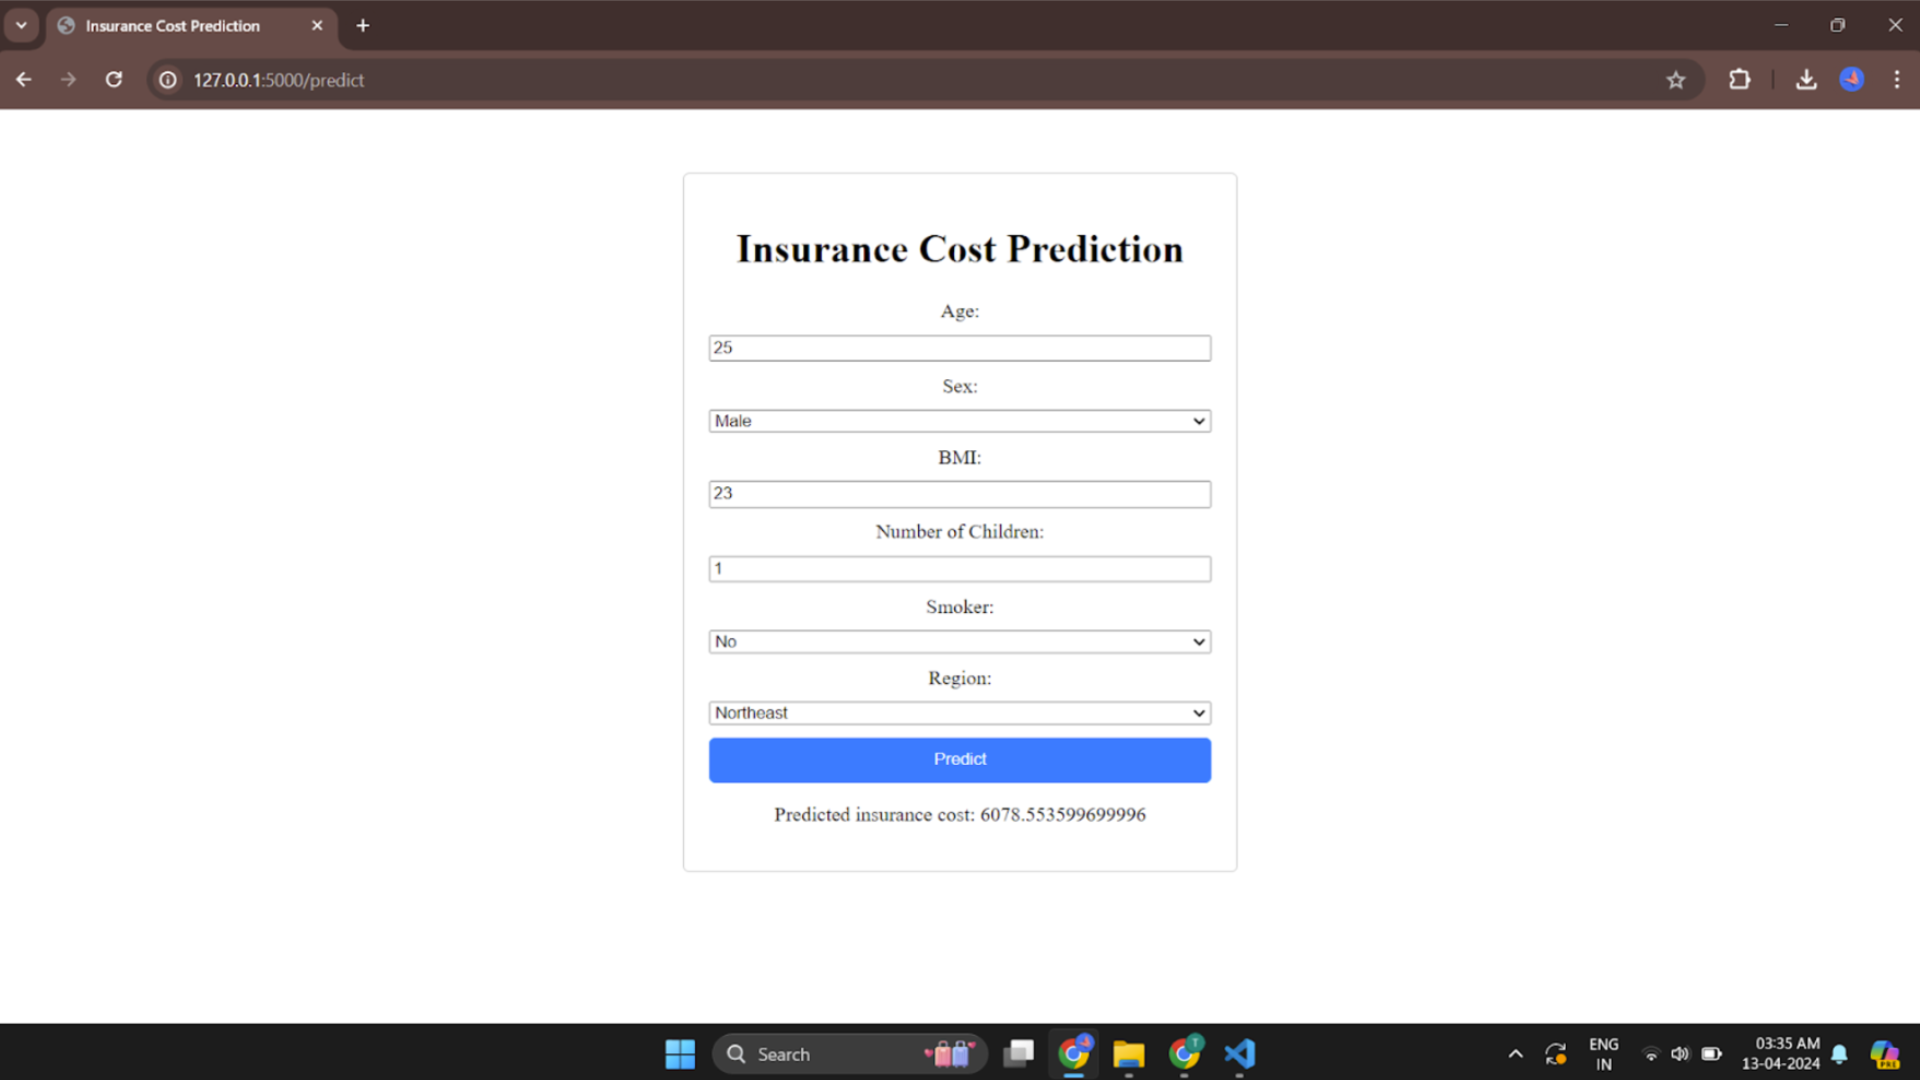 Insurance Cost Prediction
127.0.0.1:5000/predict
Insurance Cost Prediction
Age:
25
Sex:
Male
BMI:
23
Number of Children:
1
Smoker:
No
Region:
Northeast
Predict
Predicted insurance cost: 6078.553599699996
Search
T
ENG
IN
03:35 AM
13-04-2024
PRE